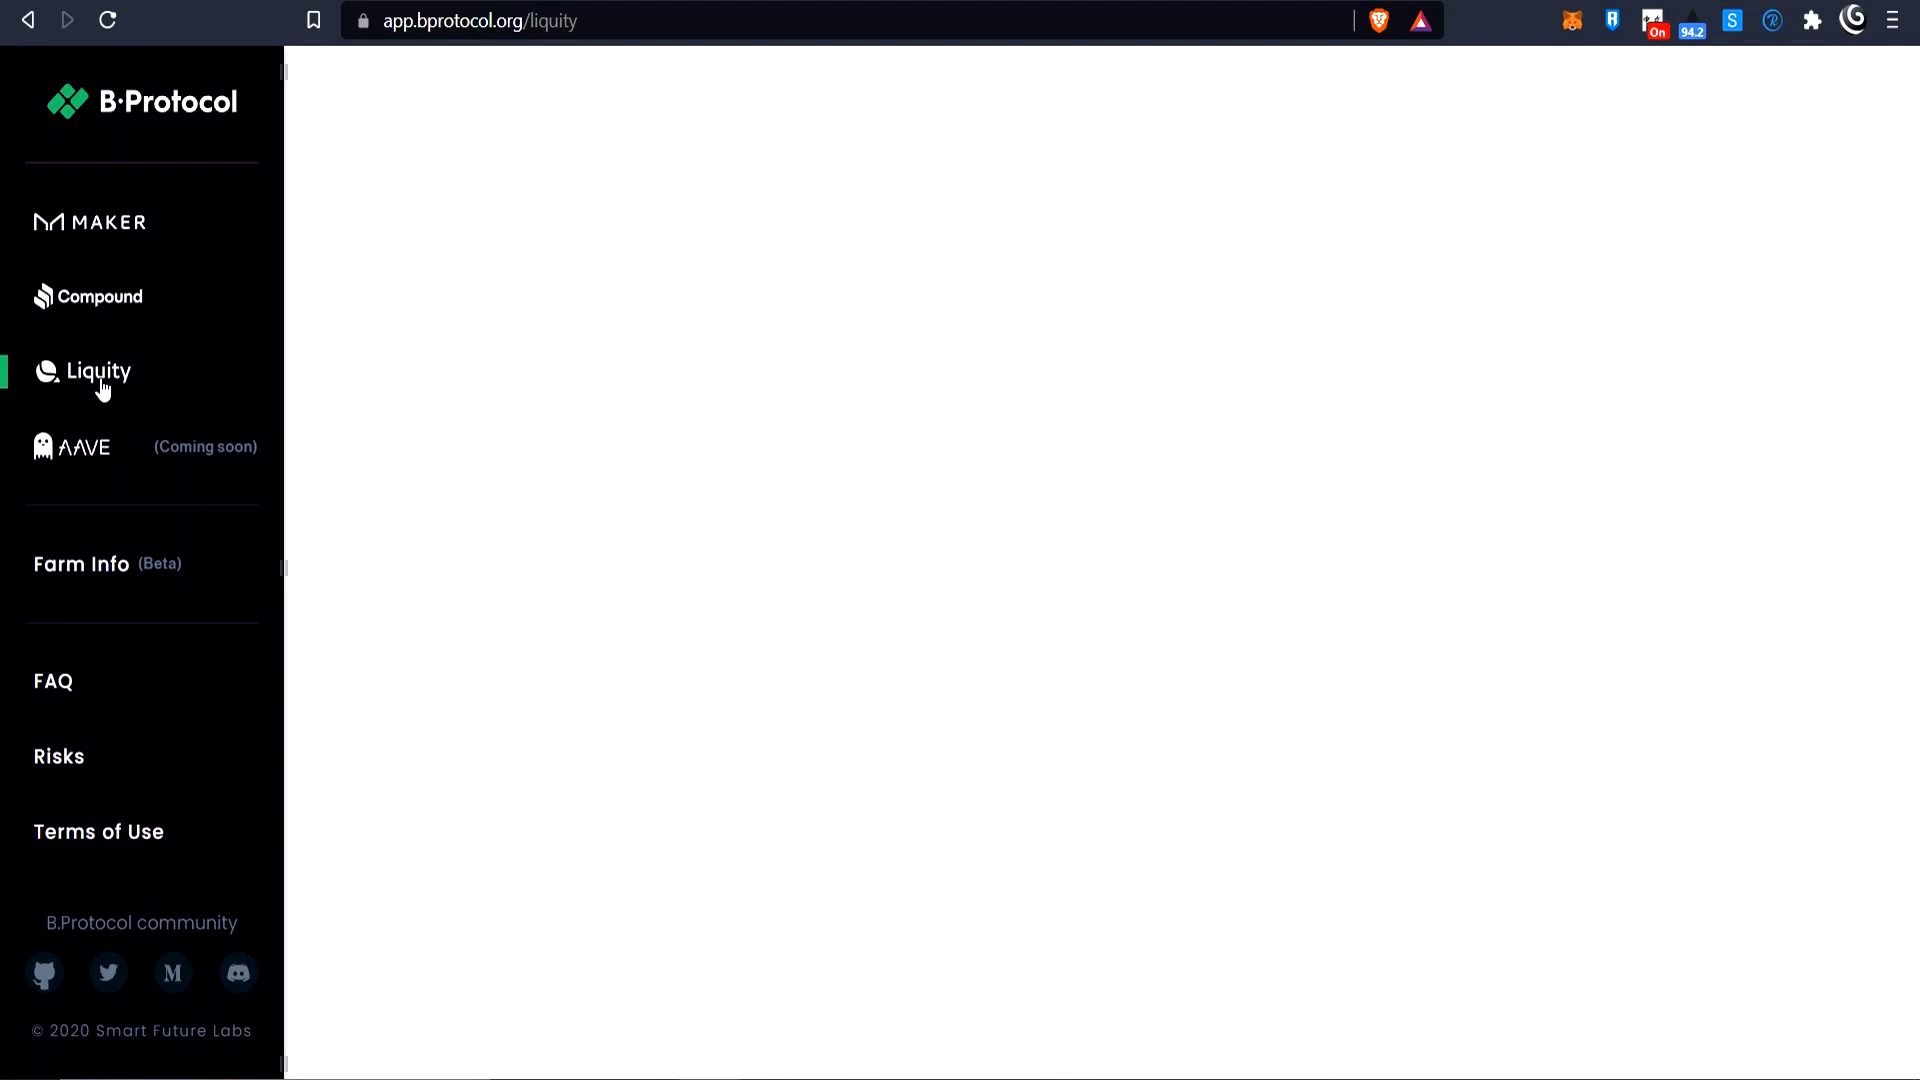 app.bprotocol.org/liquity
On
94.2
S
R
B·Protocol
MAKER
Compound
Liquity
AAVE (Coming soon)
Farm Info (Beta)
FAQ
Risks
Terms of Use
B.Protocol community
M
© 2020 Smart Future Labs